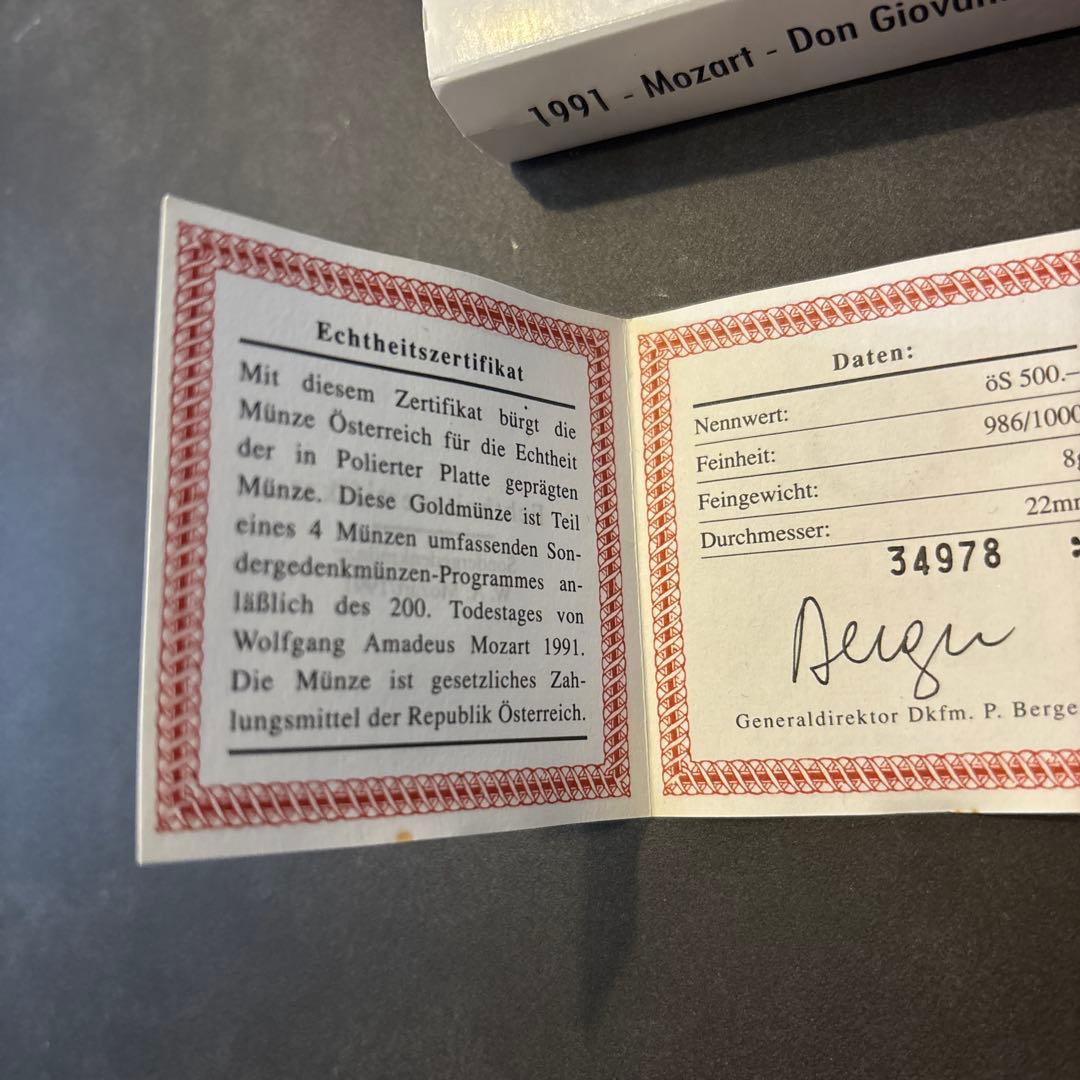 1991 - Mozart - Don
Echtheitszertifikat
Mit diesem Zertifikat bürgt die
Münze Österreich für die Echtheit
der in Polierter Platte geprägten
Münze. Diese Goldmünze ist Teil
eines 4 Münzen umfassenden Son-
dergedenkmünzen-Programmes an-
läßlich des 200. Todestages von
Wolfgang Amadeus Mozart 1991.
Die Münze ist gesetzliches Zah-
lungsmittel der Republik Österreich.
Daten:
Nennwert: öS 500.—
Feinheit: 986/1000
Feingewicht: 8g
Durchmesser: 22mm
34978
Generaldirektor Dkfm. P.